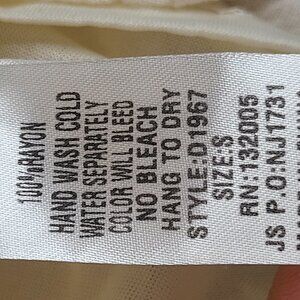 100%RAYON
HAND WASH COLD
WATER SEPARATELY
COLOR WILL BLEED
NO BLEACH
HANG TO DRY
STYLE:D1967
SIZE:S
RN:132005
JS P.O:NJ1731